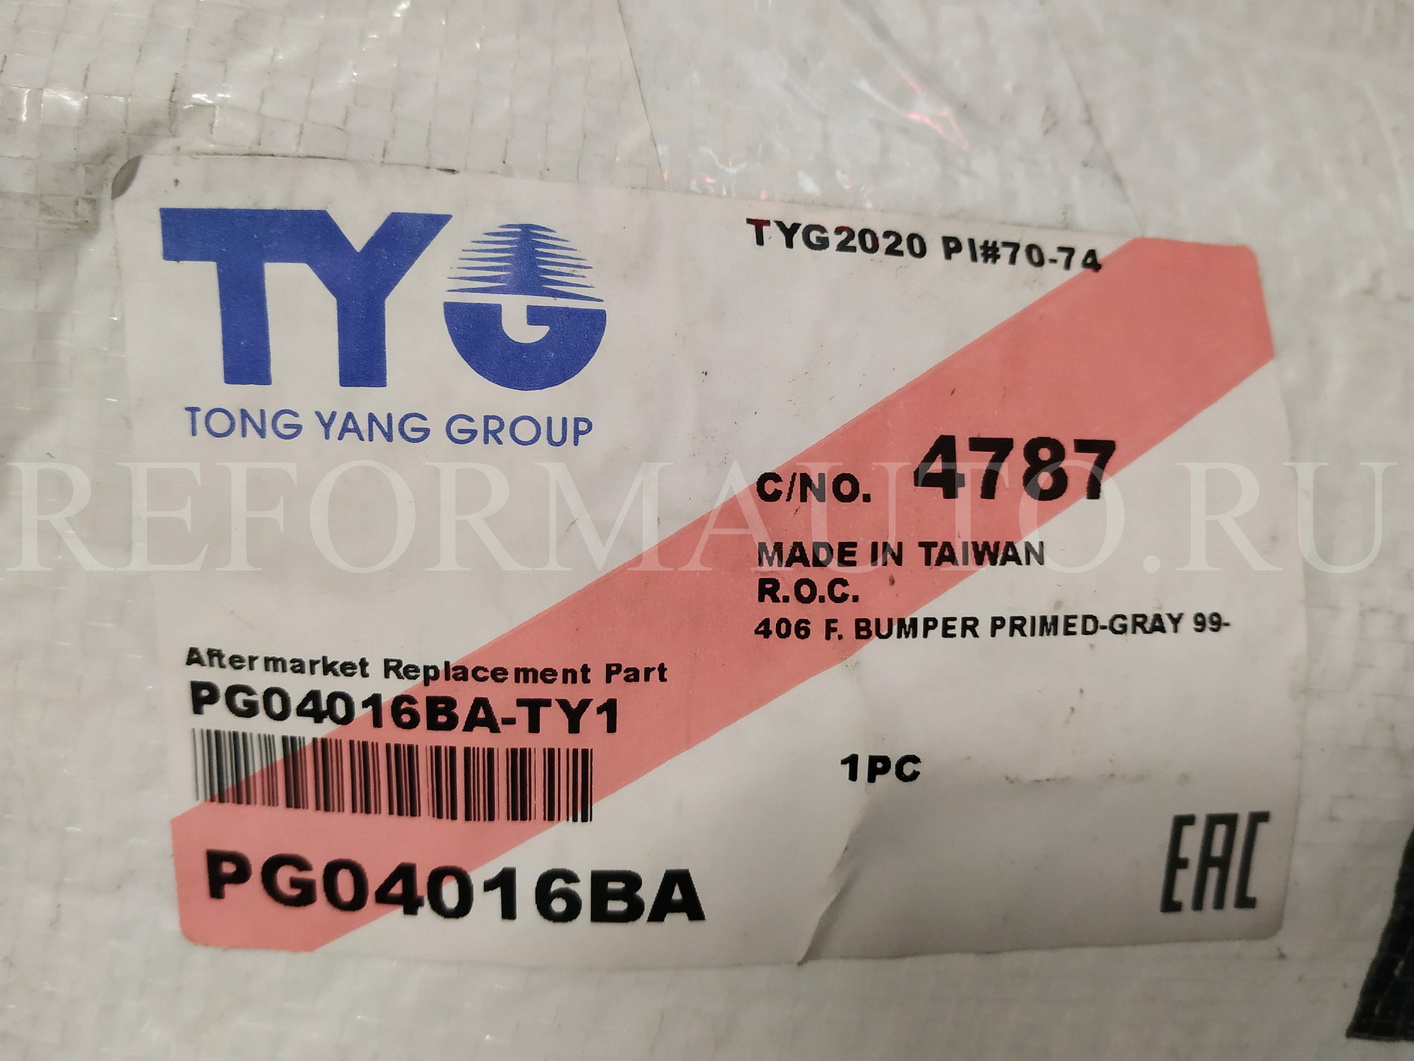 TYG
TONG YANG GROUP
TYG2020 PI#70-74
C/NO. 4787
MADE IN TAIWAN
R.O.C.
406 F. BUMPER PRIMED-GRAY 99-
Aftermarket Replacement Part
PG04016BA-TY1
1PC
PG04016BA
EAC
REFORMAUTO.RU